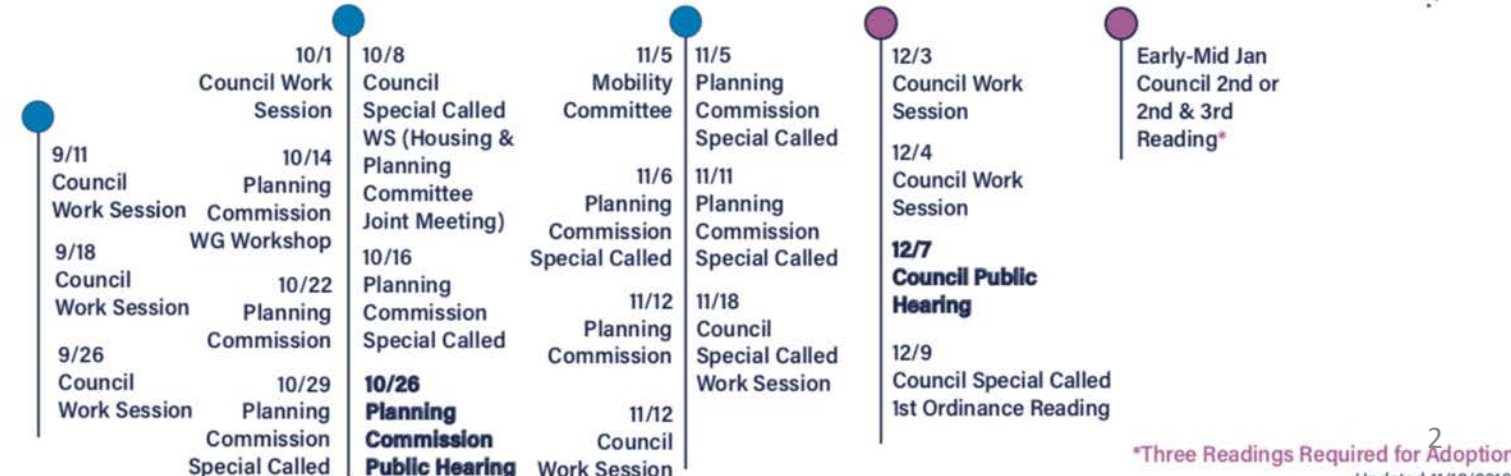 9/11
Council
Work Session
9/18
Council
Work Session
9/26
Council
Work Session
10/1
Council Work
Session
10/14
Planning
Commission
WG Workshop
10/22
Planning
Commission
10/29
Planning
Commission
Special Called
10/8
Council
Special Called
WS (Housing &
Planning
Committee
Joint Meeting)
10/16
Planning
Commission
Special Called
10/26
Planning
Commission
Public Hearing
11/5
Mobility
Committee
11/6
Planning
Commission
Special Called
11/12
Planning
Commission
11/12
Council
Work Session
11/5
Planning
Commission
Special Called
11/11
Planning
Commission
Special Called
11/18
Council
Special Called
Work Session
12/3
Council Work
Session
12/4
Council Work
Session
12/7
Council Public
Hearing
12/9
Council Special Called
1st Ordinance Reading
Early-Mid Jan
Council 2nd or
2nd & 3rd
Reading*
2
*Three Readings Required for Adoption